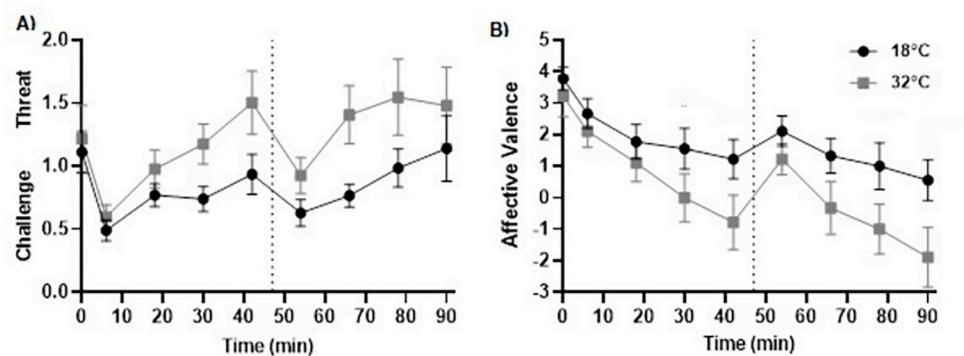 A)
Challenge Threat
2.0
1.5
1.0
0.5
0.0
0 10 20 30 40 50 60 70 80 90
Time (min)
B)
Affective Valence
5
4
3
2
1
0
-1
-2
-3
0 10 20 30 40 50 60 70 80 90
Time (min)
18°C
32°C